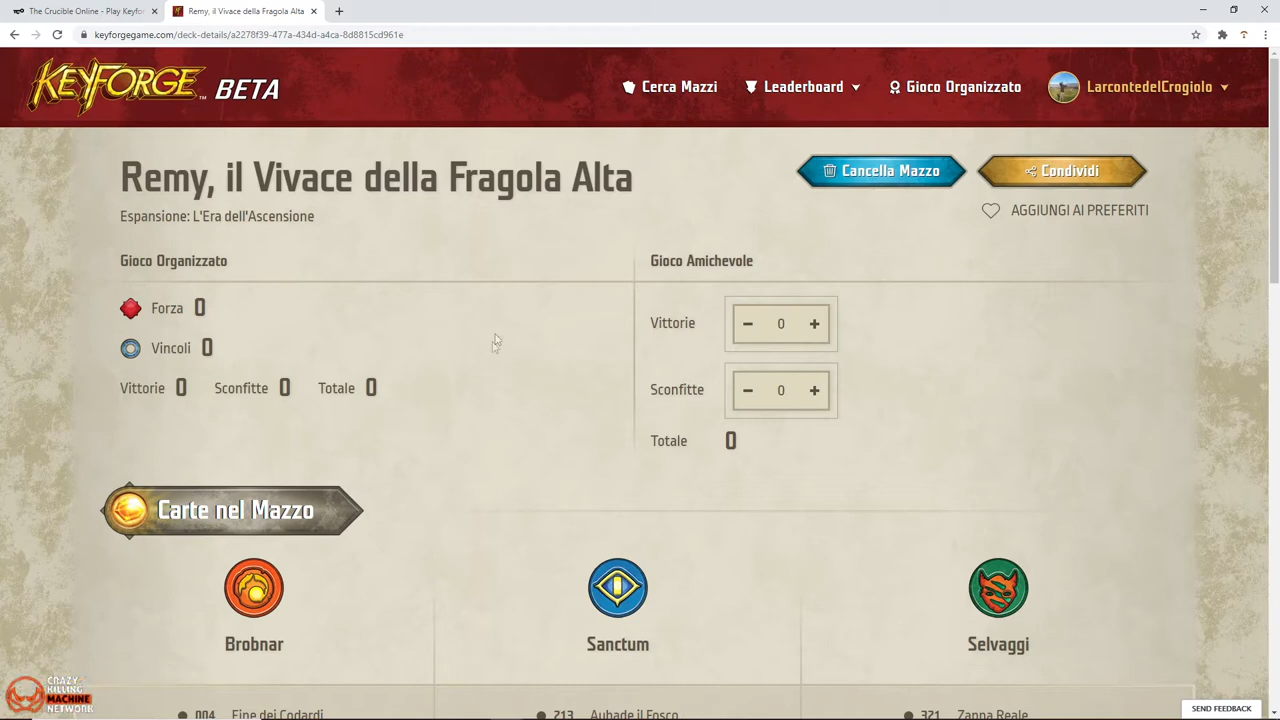 The Crucible Online - Play Keyfor
Remy, il Vivace della Fragola Alta
keyforgegame.com/deck-details/a2278f39-477a-434d-a4ca-8d8815cd961e
KEYFORGE BETA
Cerca Mazzi
Leaderboard
Gioco Organizzato
LarcontedelCrogiolo
Remy, il Vivace della Fragola Alta
Cancella Mazzo
Condividi
Espansione: L'Era dell'Ascensione
AGGIUNGI AI PREFERITI
Gioco Organizzato
Gioco Amichevole
Forza 0
Vincoli 0
Vittorie 0 Sconfitte 0 Totale 0
Vittorie - 0 +
Sconfitte - 0 +
Totale 0
Carte nel Mazzo
Brobnar
Sanctum
Selvaggi
004 Fine dei Codardi
213 Aubade il Fosco
321 Zanna Reale
CRAZY
KILLING
MACHINE
NETWORK
SEND FEEDBACK